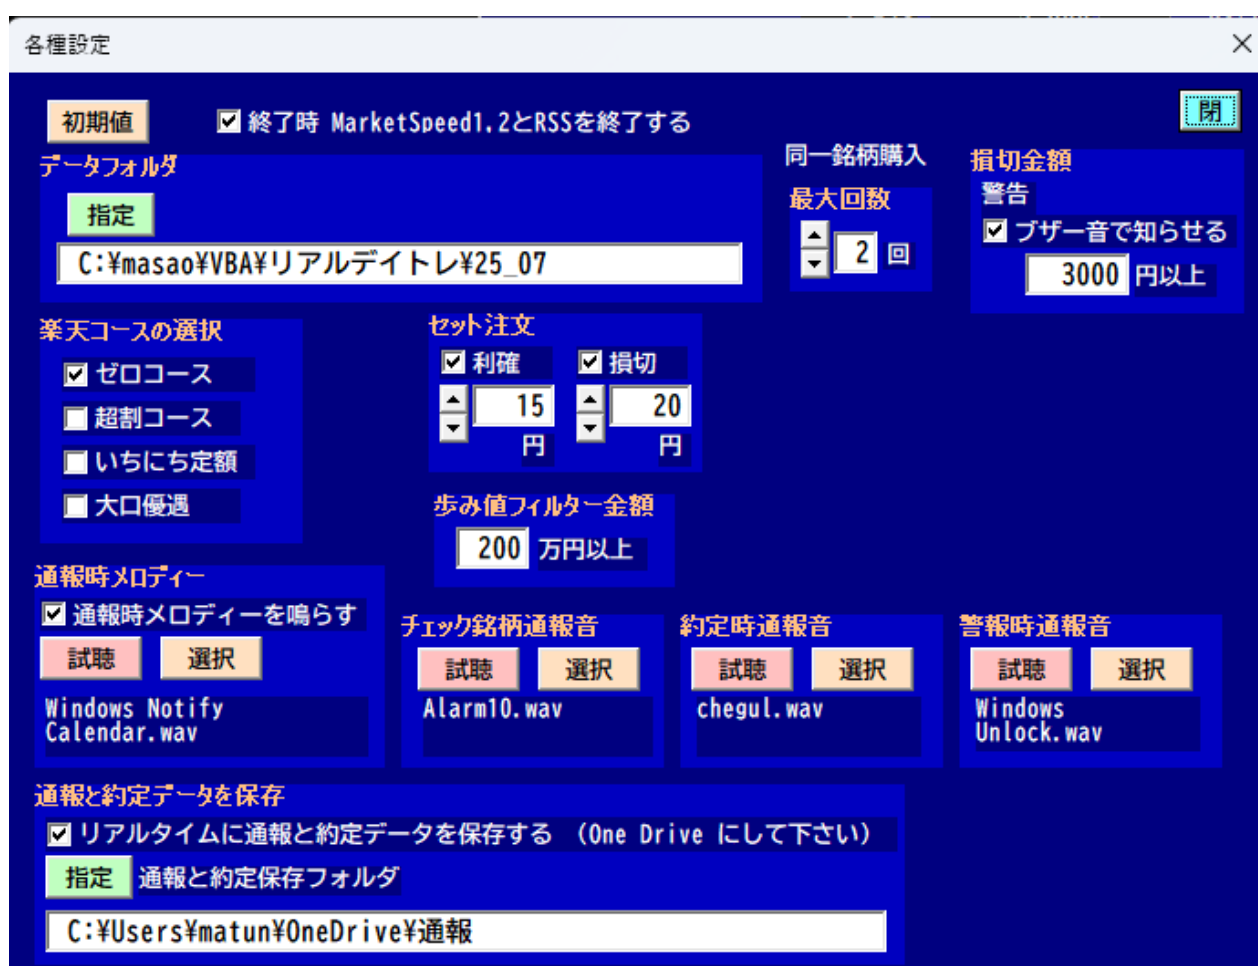 各種設定
初期値
終了時 MarketSpeed1.2とRSSを終了する
閉
データフォルダ
指定
C:¥masao¥VBA¥リアルデイトレ¥25_07
同一銘柄購入
最大回数
2 回
損切金額
警告
ブザー音で知らせる
3000 円以上
楽天コースの選択
ゼロコース
超割コース
いちにち定額
大口優遇
セット注文
利確 損切
15 20
円 円
歩み値フィルター金額
200 万円以上
通報時メロディー
通報時メロディーを鳴らす
試聴 選択
Windows Notify
Calendar.wav
チェック銘柄通報音
試聴 選択
Alarm10.wav
約定時通報音
試聴 選択
chegul.wav
警報時通報音
試聴 選択
Windows
Unlock.wav
通報と約定データを保存
リアルタイムに通報と約定データを保存する （One Drive にして下さい）
指定 通報と約定保存フォルダ
C:¥Users¥matun¥OneDrive¥通報